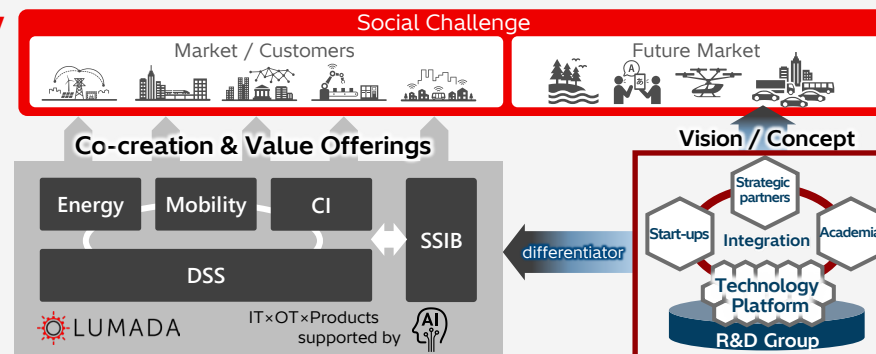 Social Challenge
Market / Customers
Future Market
A
あ
Co-creation & Value Offerings
Vision / Concept
Energy
Mobility
CI
SSIB
DSS
LUMADA
IT×OT×Products
supported by
AI
differentiator
Strategic
partners
Start-ups
Integration
Academia
Technology
Platform
R&D Group